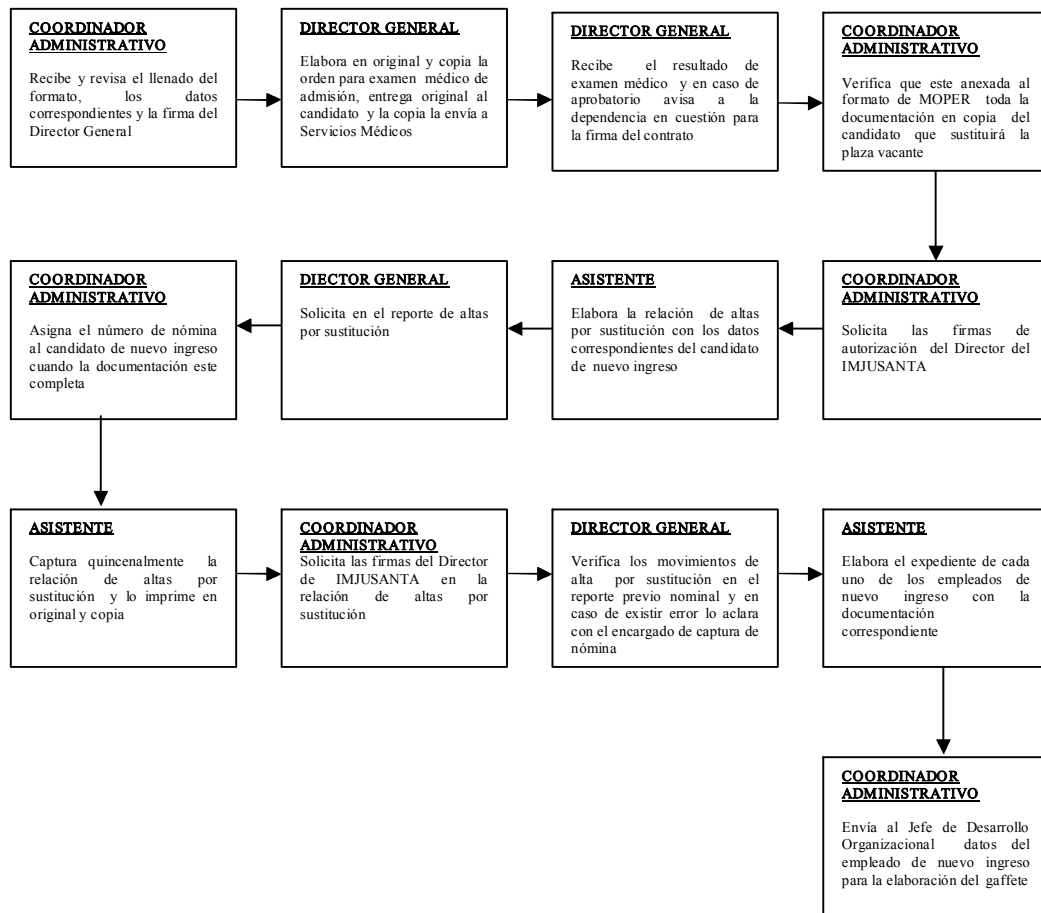 COORDINADOR
ADMINISTRATIVO
Recibe y revisa el llenado del
formato, los datos
correspondientes y la firma del
Director General
DIRECTOR GENERAL
Elabora en original y copia la
orden para examen médico de
admisión, entrega original al
candidato y la copia la envía a
Servicios Médicos
DIRECTOR GENERAL
Recibe el resultado de
examen médico y en caso de
aprobatorio avisa a la
dependencia en cuestión para
la firma del contrato
COORDINADOR
ADMINISTRATIVO
Verifica que este anexada al
formato de MOPER toda la
documentación en copia del
candidato que sustituirá la
plaza vacante
COORDINADOR
ADMINISTRATIVO
Solicita las firmas de
autorización del Director del
IMJUSANTA
ASISTENTE
Elabora la relación de altas
por sustitución con los datos
correspondientes del candidato
de nuevo ingreso
DIECTOR GENERAL
Solicita en el reporte de altas
por sustitución
COORDINADOR
ADMINISTRATIVO
Asigna el número de nómina
al candidato de nuevo ingreso
cuando la documentación este
completa
ASISTENTE
Captura quincenalmente la
relación de altas por
sustitución y lo imprime en
original y copia
COORDINADOR
ADMINISTRATIVO
Solicita las firmas del Director
de IMJUSANTA en la
relación de altas por
sustitución
DIRECTOR GENERAL
Verifica los movimientos de
alta por sustitución en el
reporte previo nominal y en
caso de existir error lo aclara
con el encargado de captura de
nómina
ASISTENTE
Elabora el expediente de cada
uno de los empleados de
nuevo ingreso con la
documentación
correspondiente
COORDINADOR
ADMINISTRATIVO
Envía al Jefe de Desarrollo
Organizacional datos del
empleado de nuevo ingreso
para la elaboración del gaffete